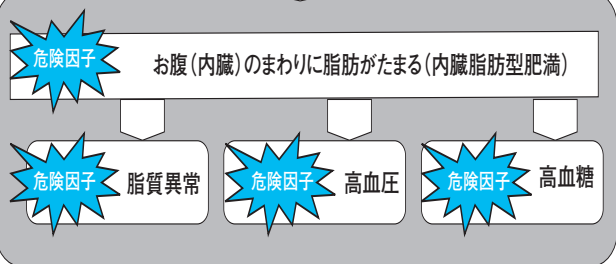 危険因子
お腹(内臓)のまわりに脂肪がたまる(内臓脂肪型肥満)
危険因子
脂質異常
危険因子
高血圧
危険因子
高血糖